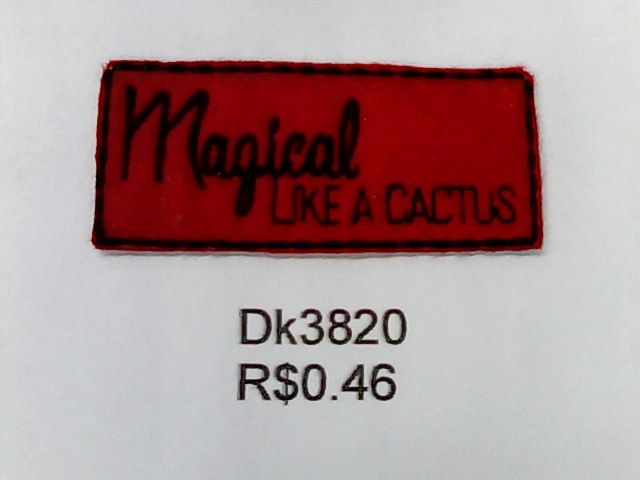 Magical
LIKE A CACTUS
Dk3820
R$0.46